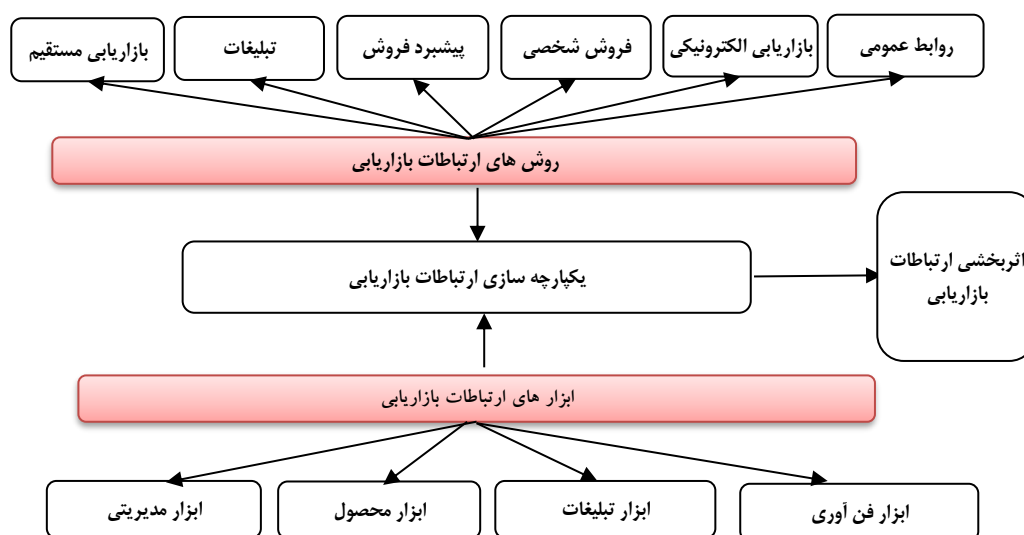 روابط عمومی
بازاریابی الکترونیکی
فروش شخصی
پیشبرد فروش
تبلیغات
بازاریابی مستقیم
روش های ارتباطات بازاریابی
یکپارچه سازی ارتباطات بازاریابی
اثربخشی ارتباطات
بازاریابی
ابزار های ارتباطات بازاریابی
ابزار فن آوری
ابزار تبلیغات
ابزار محصول
ابزار مدیریتی